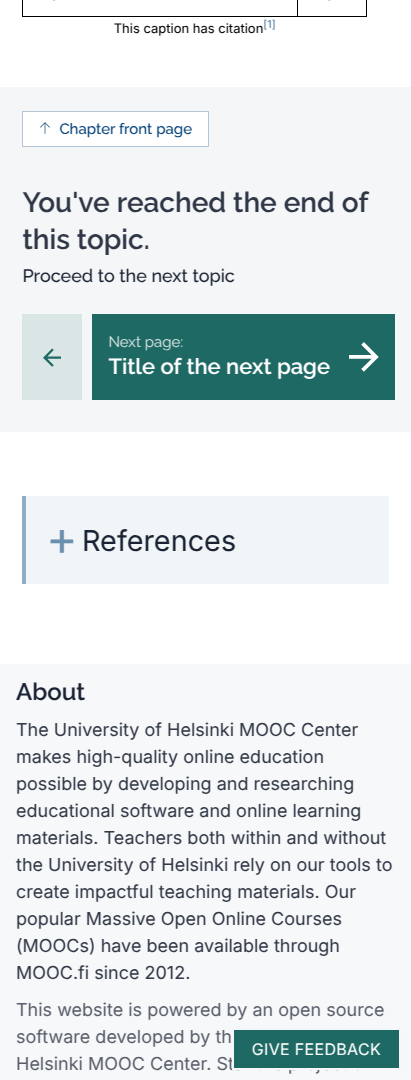 This caption has citation[1]
Chapter front page
You've reached the end of
this topic.
Proceed to the next topic
Next page:
Title of the next page
References
About
The University of Helsinki MOOC Center
makes high-quality online education
possible by developing and researching
educational software and online learning
materials. Teachers both within and without
the University of Helsinki rely on our tools to
create impactful teaching materials. Our
popular Massive Open Online Courses
(MOOCs) have been available through
MOOC.fi since 2012.
This website is powered by an open source
software developed by th
GIVE FEEDBACK
Helsinki MOOC Center.